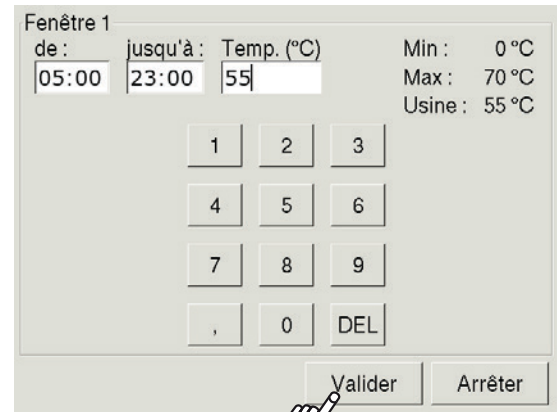 Fenêtre 1
de : jusqu'à : Temp. (°C) Min : 0 °C
05:00 23:00 55 Max : 70 °C
Usine : 55 °C
1 2 3
4 5 6
7 8 9
, 0 DEL
Valider Arrêter